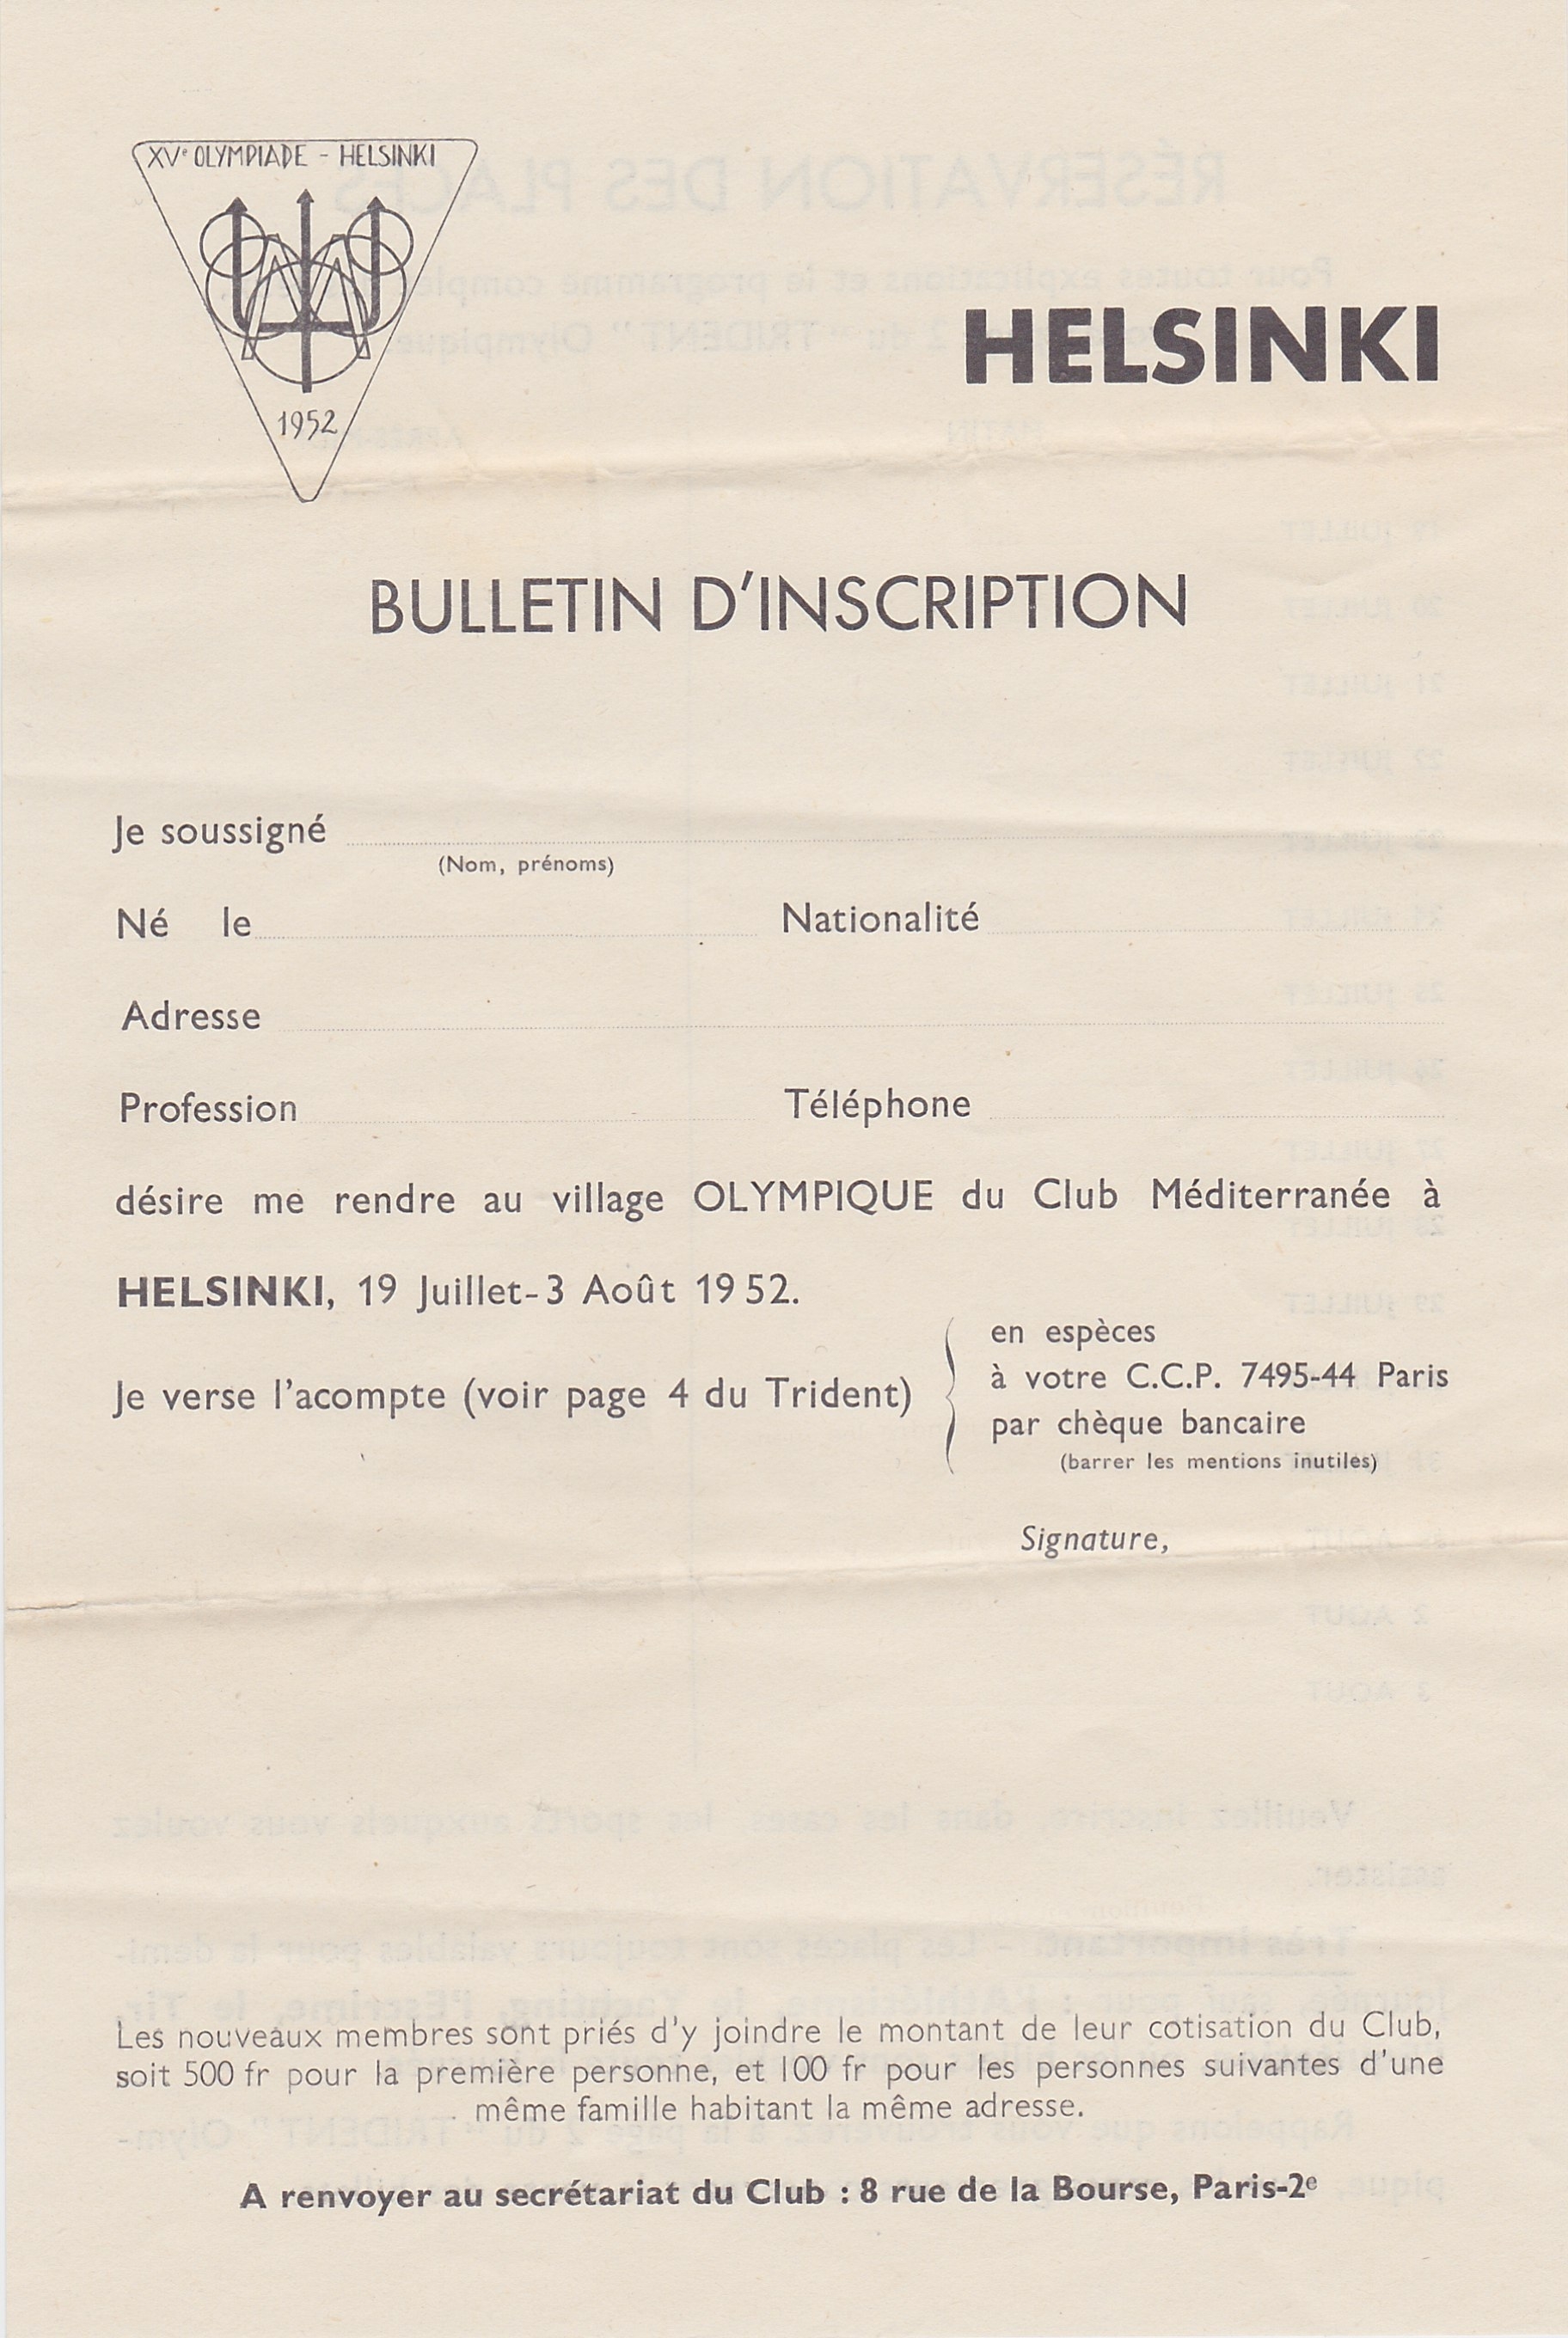 XVe OLYMPIADE - HELSINKI
1952
HELSINKI
BULLETIN D'INSCRIPTION
Je soussigné
(Nom, prénoms)
Né le
Nationalité
Adresse
Profession
Téléphone
désire me rendre au village OLYMPIQUE du Club Méditerranée à
HELSINKI, 19 Juillet-3 Août 1952.
Je verse l'acompte (voir page 4 du Trident)
en espèces
à votre C.C.P. 7495-44 Paris
par chèque bancaire
(barrer les mentions inutiles)
Signature,
Les nouveaux membres sont priés d'y joindre le montant de leur cotisation du Club,
soit 500 fr pour la première personne, et 100 fr pour les personnes suivantes d'une
même famille habitant la même adresse.
A renvoyer au secrétariat du Club : 8 rue de la Bourse, Paris-2e